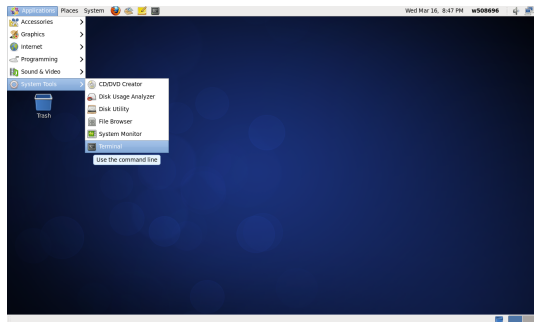 Applications Places System Wed Mar 16, 8:47 PM w508696
Accessories
Graphics
Internet
Programming
Sound & Video
System Tools
CD/DVD Creator
Disk Usage Analyzer
Disk Utility
File Browser
System Monitor
Terminal
Use the command line
Trash